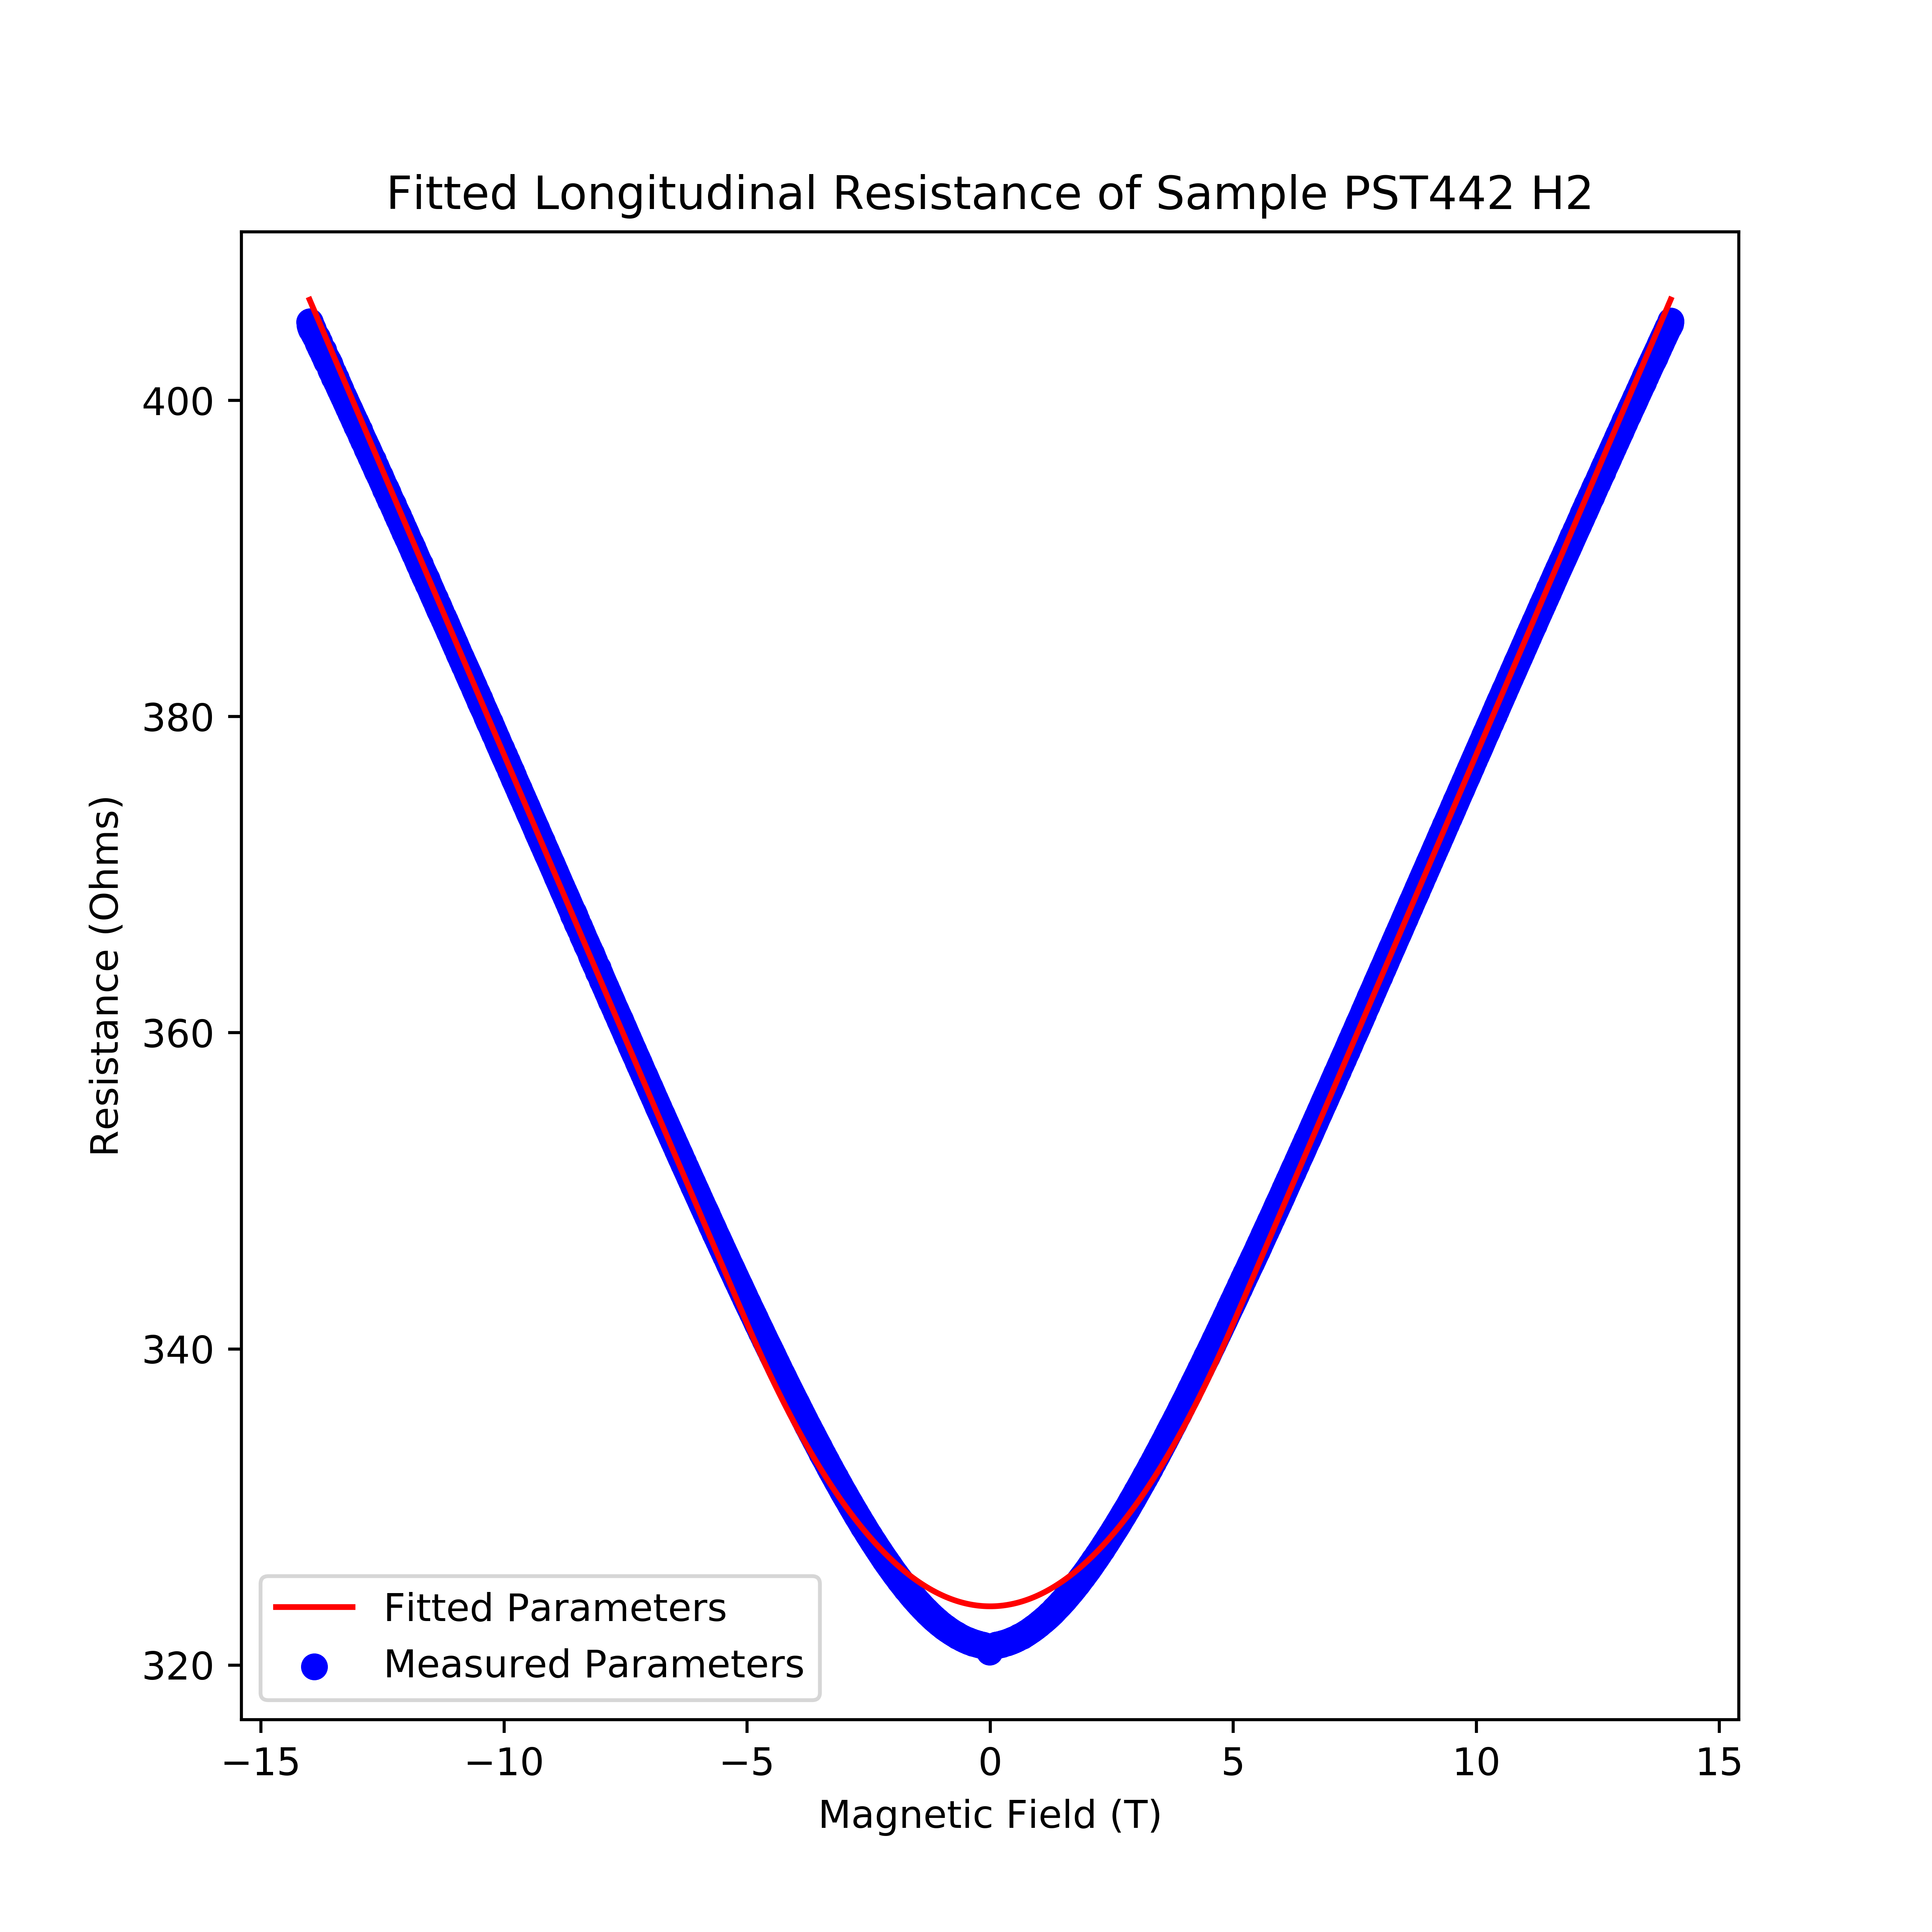 Fitted Longitudinal Resistance of Sample PST442 H2
400
380
360
340
320
Resistance (Ohms)
Fitted Parameters
Measured Parameters
−15 −10 −5 0 5 10 15
Magnetic Field (T)